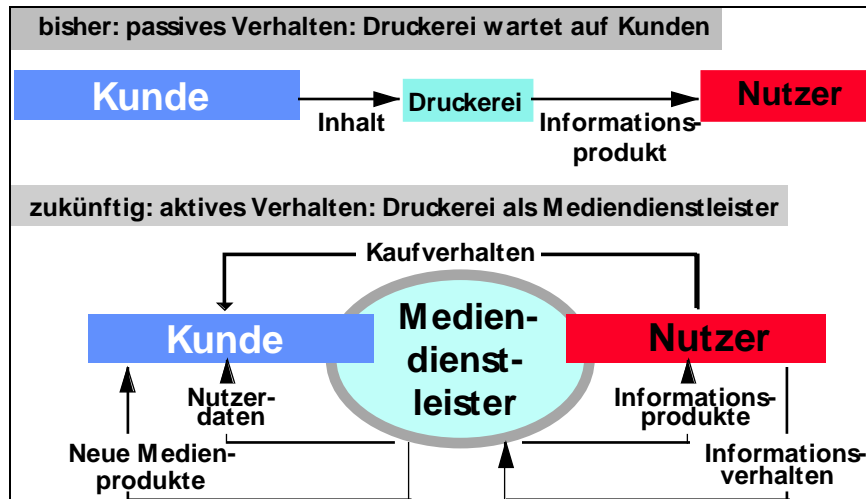 bisher: passives Verhalten: Druckerei wartet auf Kunden
Kunde
Inhalt
Druckerei
Informations-
produkt
Nutzer
zukünftig: aktives Verhalten: Druckerei als Mediendienstleister
Kaufverhalten
Kunde
Medien-
dienst-
leister
Nutzer
Nutzer-
daten
Informations-
produkte
Neue Medien-
produkte
Informations-
verhalten